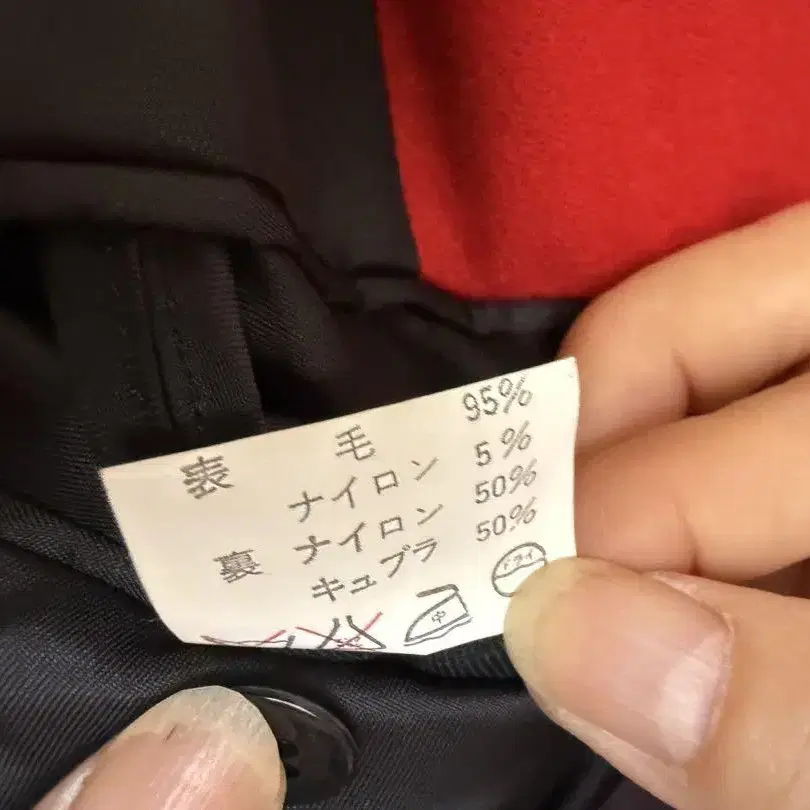 表 毛 95%
ナイロン 5%
裏 ナイロン 50%
キュプラ 50%
中 ドライ